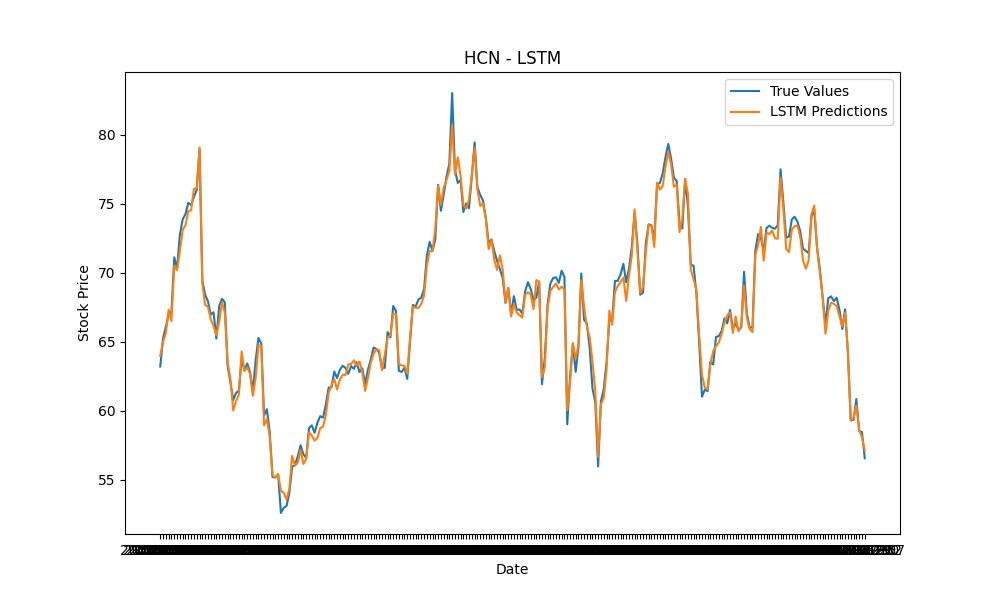 HCN - LSTM
True Values
LSTM Predictions
80
75
70
65
60
55
Stock Price
Date